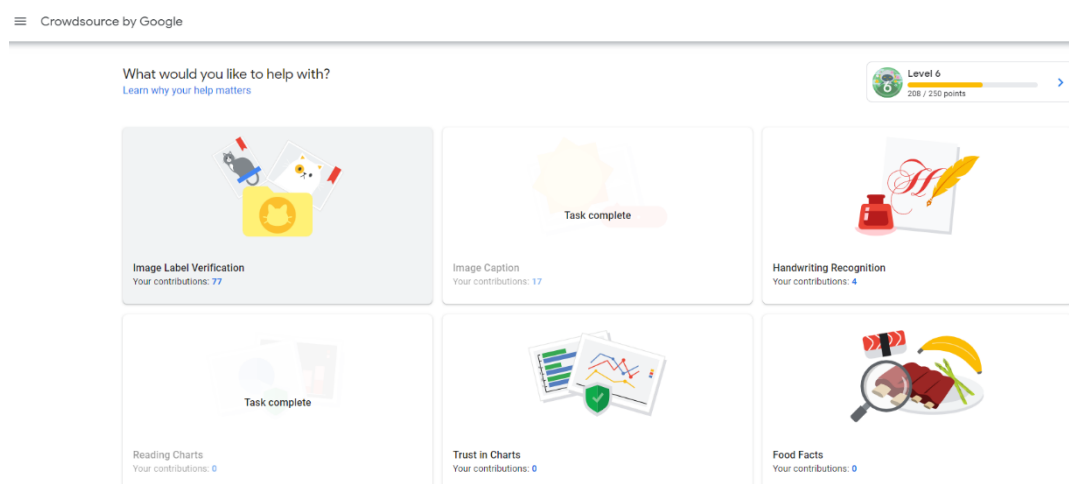 Crowdsource by Google
What would you like to help with?
Learn why your help matters
Level 6
6
208 / 250 points
Task complete
Image Label Verification
Your contributions: 77
Image Caption
Your contributions: 17
Handwriting Recognition
Your contributions: 4
Task complete
Reading Charts
Your contributions: 0
Trust in Charts
Your contributions: 0
Food Facts
Your contributions: 0